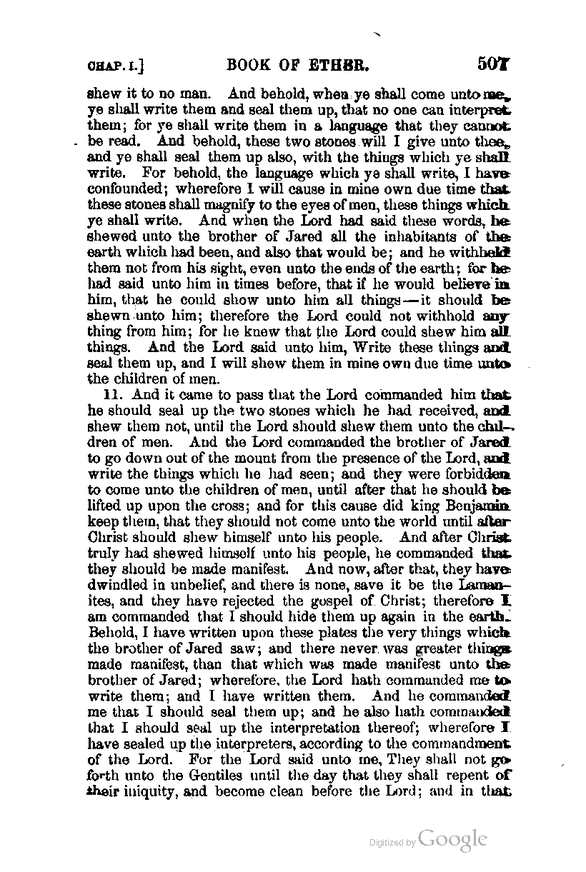 CHAP. I.] BOOK OF ETHER. 507
shew it to no man. And behold, when ye shall come unto me,
ye shall write them and seal them up, that no one can interpret
them; for ye shall write them in a language that they cannot
be read. And behold, these two stones will I give unto thee,
and ye shall seal them up also, with the things which ye shall
write. For behold, the language which ye shall write, I have
confounded; wherefore I will cause in mine own due time that
these stones shall magnify to the eyes of men, these things which
ye shall write. And when the Lord had said these words, he
shewed unto the brother of Jared all the inhabitants of the
earth which had been, and also that would be; and he withheld
them not from his sight, even unto the ends of the earth; for he
had said unto him in times before, that if he would believe in
him, that he could show unto him all things—it should be
shewn unto him; therefore the Lord could not withhold any
thing from him; for he knew that the Lord could shew him all
things. And the Lord said unto him, Write these things and
seal them up, and I will shew them in mine own due time unto
the children of men.
11. And it came to pass that the Lord commanded him that
he should seal up the two stones which he had received, and
shew them not, until the Lord should shew them unto the chil-
dren of men. And the Lord commanded the brother of Jared
to go down out of the mount from the presence of the Lord, and
write the things which he had seen; and they were forbidden
to come unto the children of men, until after that he should be
lifted up upon the cross; and for this cause did king Benjamin
keep them, that they should not come unto the world until after
Christ should shew himself unto his people. And after Christ
truly had shewed himself unto his people, he commanded that
they should be made manifest. And now, after that, they have
dwindled in unbelief, and there is none, save it be the Laman-
ites, and they have rejected the gospel of Christ; therefore I
am commanded that I should hide them up again in the earth.
Behold, I have written upon these plates the very things which
the brother of Jared saw; and there never was greater things
made manifest, than that which was made manifest unto the
brother of Jared; wherefore, the Lord hath commanded me to
write them; and I have written them. And he commanded
me that I should seal them up; and he also hath commanded
that I should seal up the interpretation thereof; wherefore I
have sealed up the interpreters, according to the commandment
of the Lord. For the Lord said unto me, They shall not go
forth unto the Gentiles until the day that they shall repent of
their iniquity, and become clean before the Lord; and in that
Digitized by Google